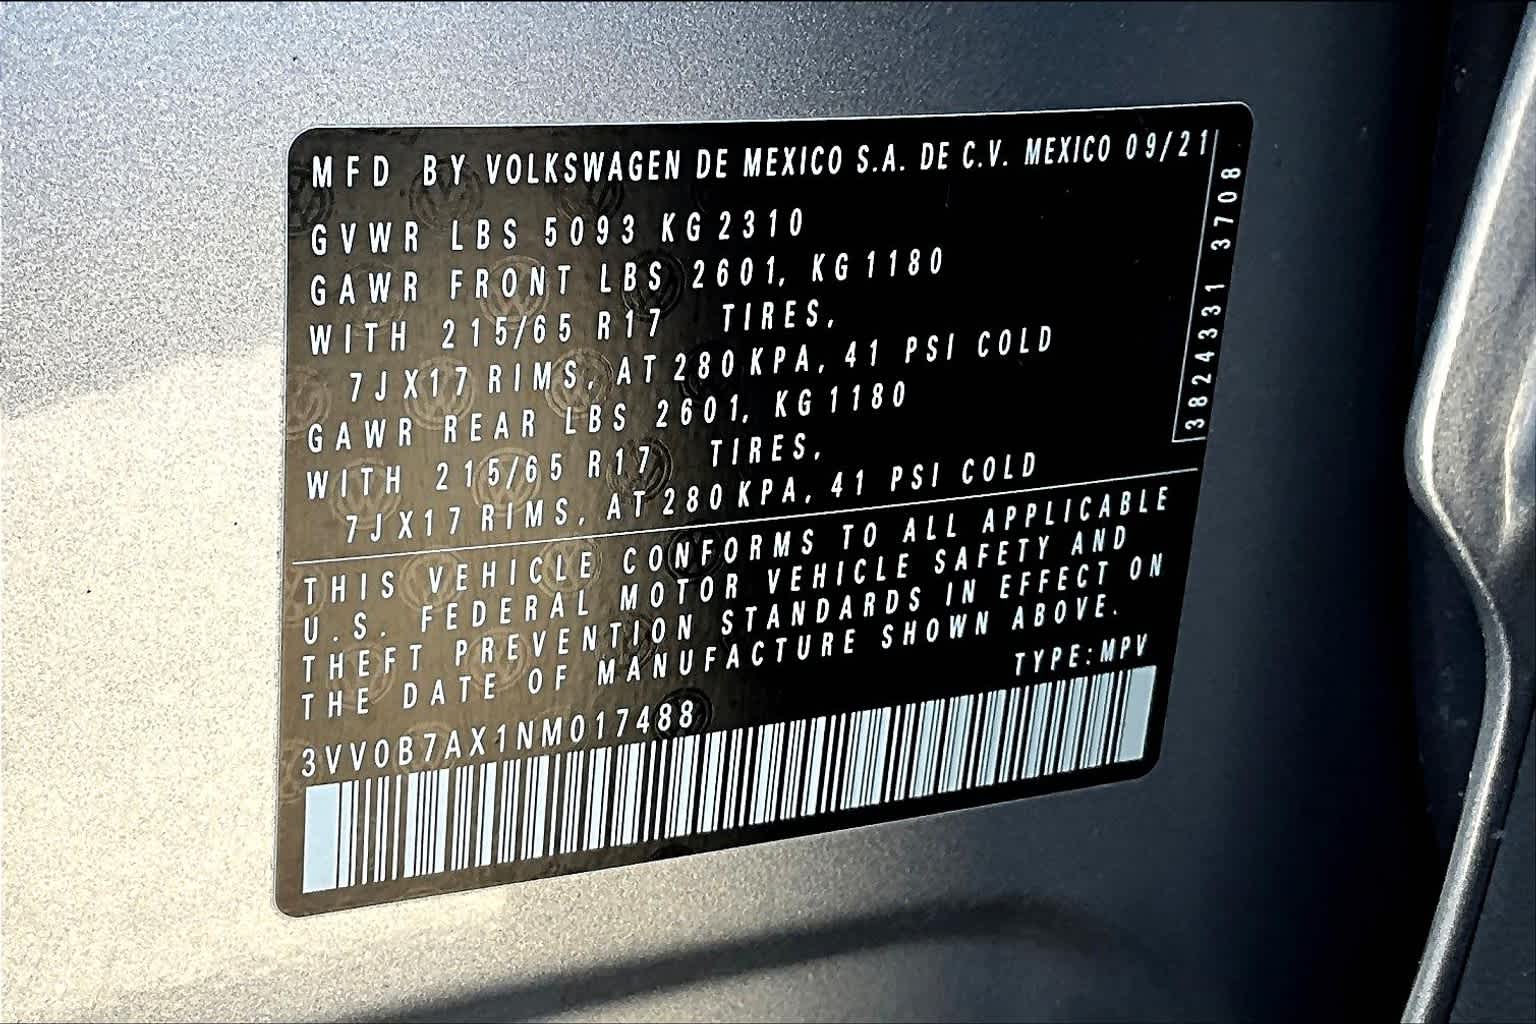 MFD BY VOLKSWAGEN DE MEXICO S.A. DE C.V. MEXICO 09/21
GVWR LBS 5093 KG 2310
GAWR FRONT LBS 2601, KG 1180
WITH 215/65 R17 TIRES,
7JX17 RIMS, AT 280 KPA, 41 PSI COLD
GAWR REAR LBS 2601, KG 1180
WITH 215/65 R17 TIRES,
7JX17 RIMS, AT 280 KPA, 41 PSI COLD
3824331 3708
THIS VEHICLE CONFORMS TO ALL APPLICABLE
U.S. FEDERAL MOTOR VEHICLE SAFETY AND
THEFT PREVENTION STANDARDS IN EFFECT ON
THE DATE OF MANUFACTURE SHOWN ABOVE.
TYPE:MPV
3VV0B7AX1NM017488